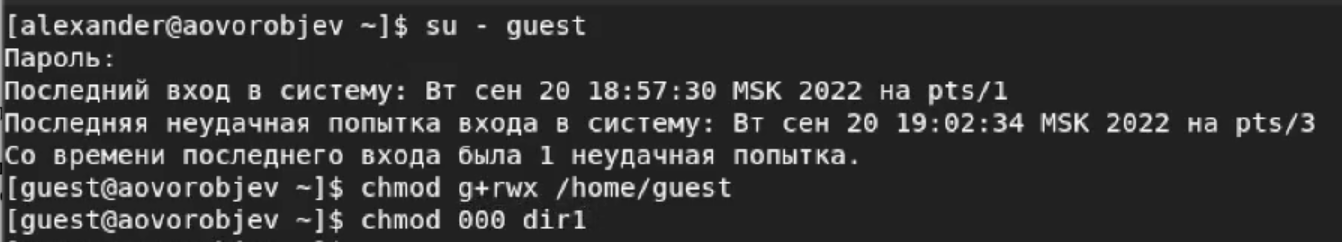 [alexander@aovorobjev ~]$ su - guest
Пароль:
Последний вход в систему: Вт сен 20 18:57:30 MSK 2022 на pts/1
Последняя неудачная попытка входа в систему: Вт сен 20 19:02:34 MSK 2022 на pts/3
Со времени последнего входа была 1 неудачная попытка.
[guest@aovorobjev ~]$ chmod g+rwx /home/guest
[guest@aovorobjev ~]$ chmod 000 dir1